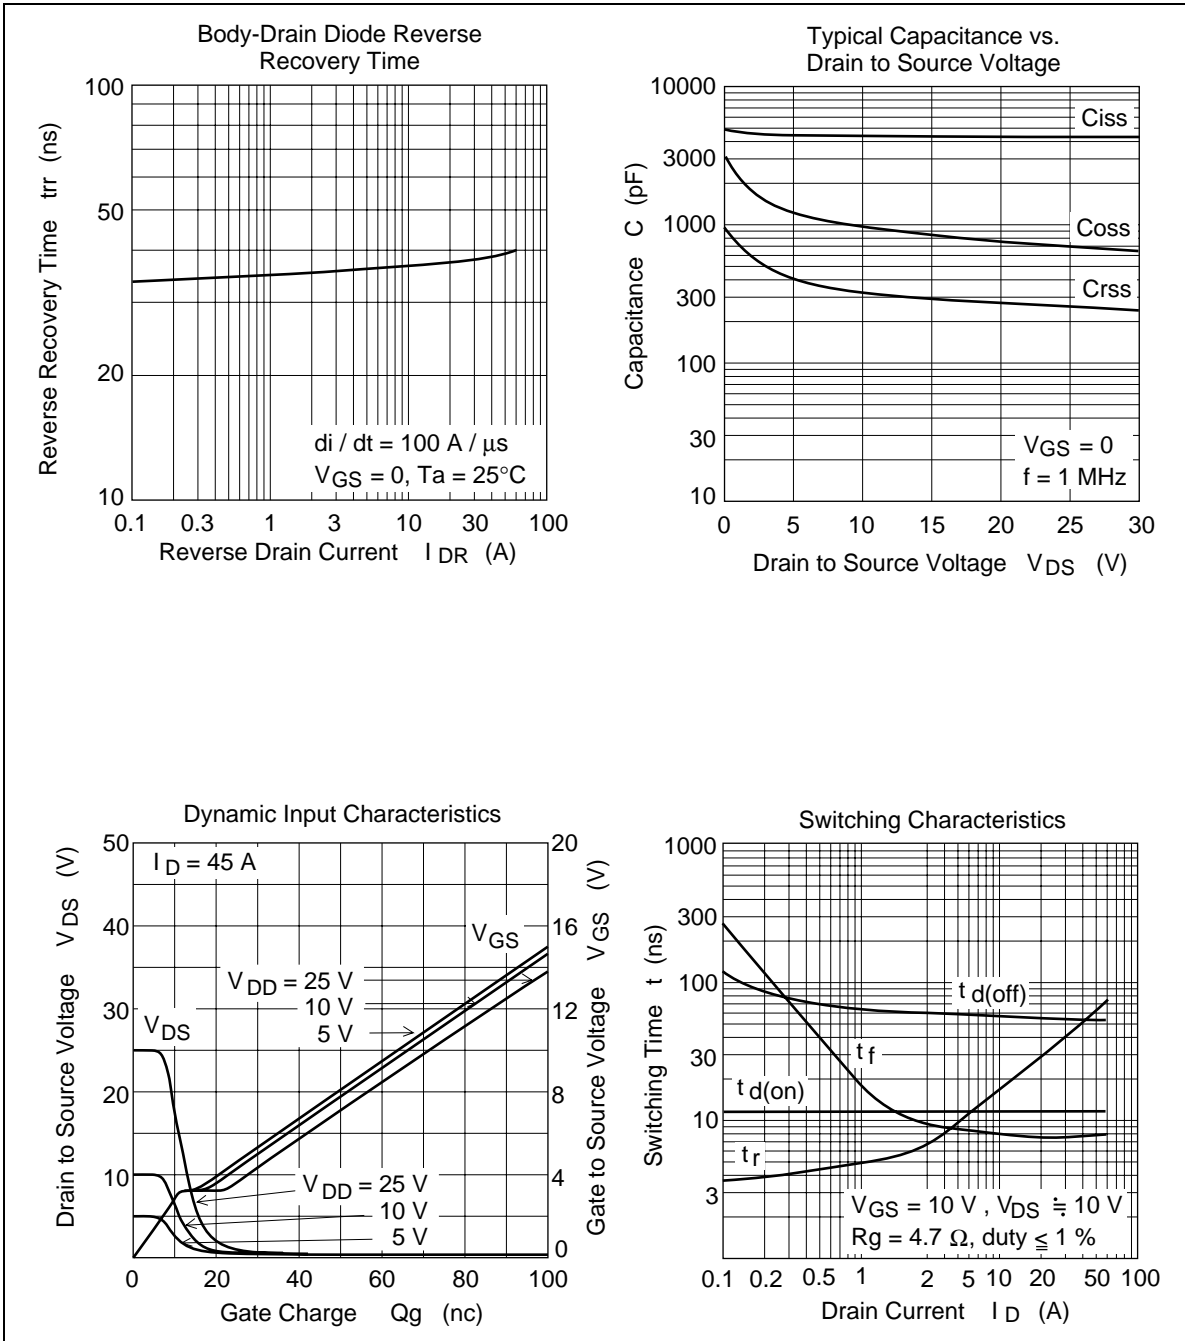 Body-Drain Diode Reverse
Recovery Time
100
50
20
10
Reverse Recovery Time trr (ns)
di / dt = 100 A / µs
VGS = 0, Ta = 25°C
0.1 0.3 1 3 10 30 100
Reverse Drain Current I DR (A)
Typical Capacitance vs.
Drain to Source Voltage
10000
3000
1000
300
100
30
10
Capacitance C (pF)
Ciss
Coss
Crss
VGS = 0
f = 1 MHz
0 5 10 15 20 25 30
Drain to Source Voltage VDS (V)
Dynamic Input Characteristics
50
40
30
20
10
0
Drain to Source Voltage VDS (V)
I D = 45 A
VGS
VDD = 25 V
10 V
5 V
VDS
VDD = 25 V
10 V
5 V
20
16
12
8
4
0
Gate to Source Voltage VGS (V)
0 20 40 60 80 100
Gate Charge Qg (nc)
Switching Characteristics
1000
300
100
30
10
3
Switching Time t (ns)
t d(off)
t f
t d(on)
t r
VGS = 10 V , VDS ≒ 10 V
Rg = 4.7 Ω, duty ≦ 1 %
0.1 0.2 0.5 1 2 5 10 20 50 100
Drain Current I D (A)